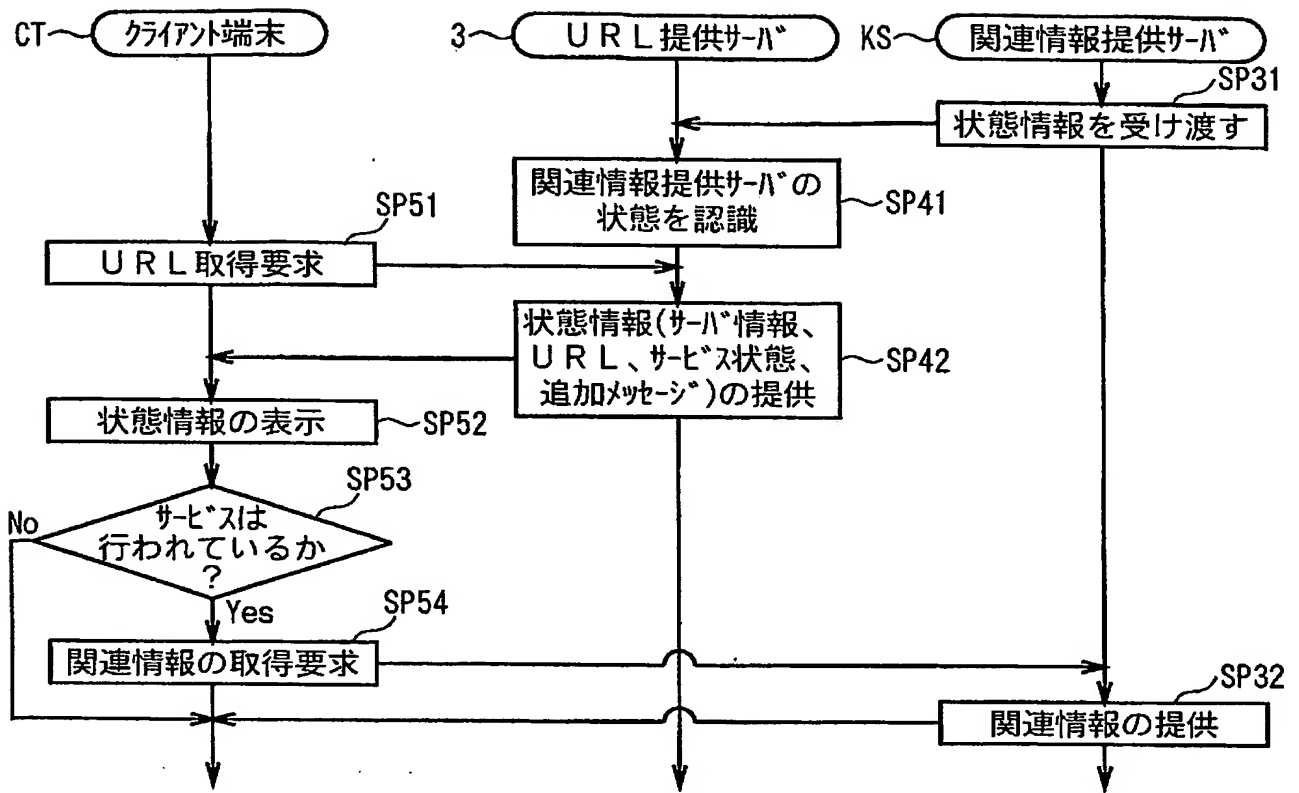 CT クライアント端末
3 URL提供サーバ
KS 関連情報提供サーバ
SP31
状態情報を受け渡す
関連情報提供サーバの
状態を認識
SP41
SP51
URL取得要求
状態情報(サーバ情報、
URL、サービス状態、
追加メッセージ)の提供
SP42
状態情報の表示
SP52
SP53
サービスは
行われているか
?
No
Yes
SP54
関連情報の取得要求
SP32
関連情報の提供